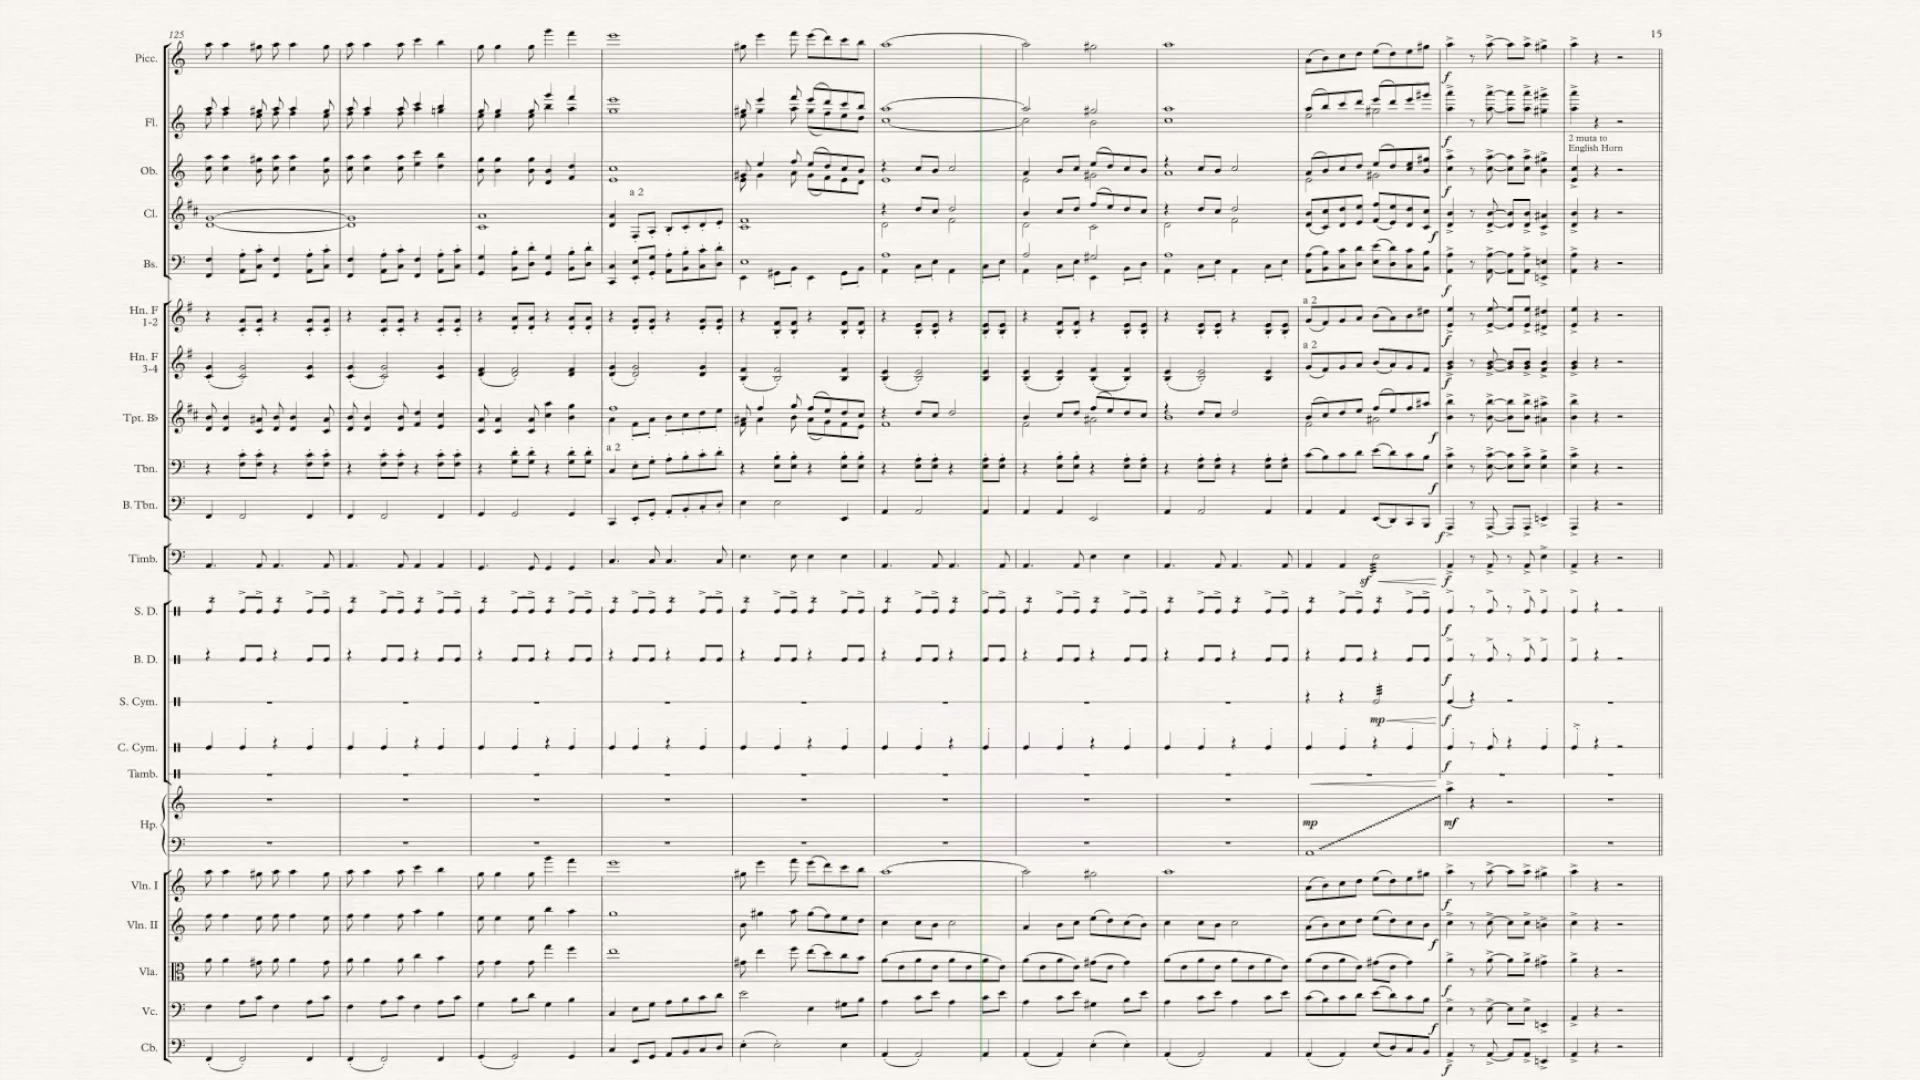 125
15
Picc.
Fl.
2 muta to
English Horn
Ob.
a 2
Cl.
f
Bs.
f
Hn. F
1-2
a 2
f
Hn. F
3-4
a 2
f
Tpt. B♭
f
a 2
Tbn.
f
B. Tbn.
f
Timb.
sf
f
S. D.
f
B. D.
f
S. Cym.
mp
f
C. Cym.
f
Tamb.
Hp.
mp
mf
Vln. I
f
Vln. II
f
Vla.
f
Vc.
f
Cb.
f